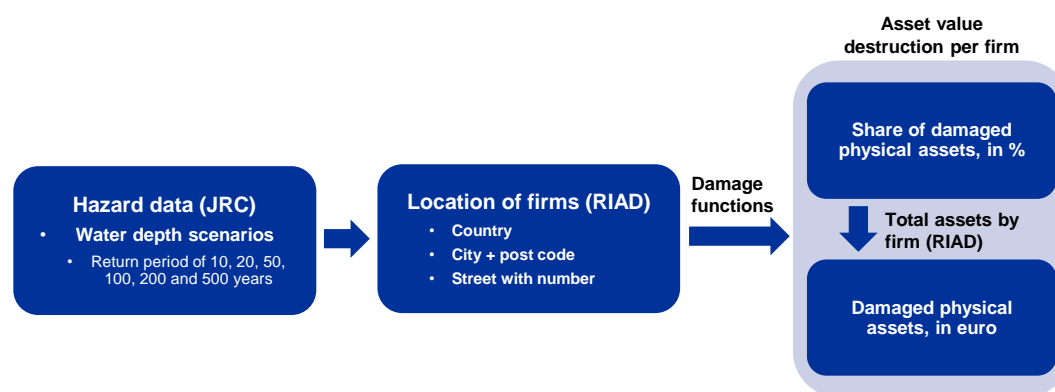 Hazard data (JRC)
• Water depth scenarios
• Return period of 10, 20, 50,
100, 200 and 500 years
Location of firms (RIAD)
• Country
• City + post code
• Street with number
Damage
functions
Asset value
destruction per firm
Share of damaged
physical assets, in %
Total assets by
firm (RIAD)
Damaged physical
assets, in euro